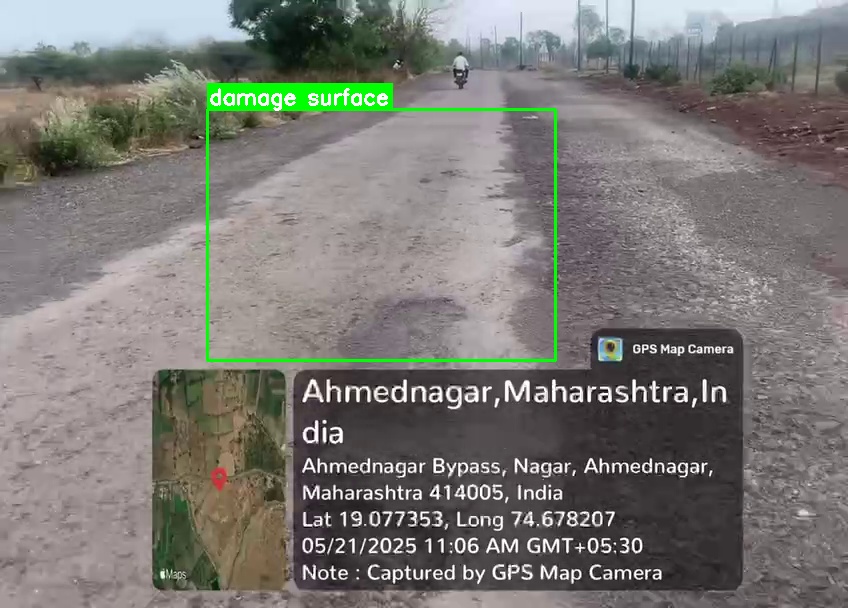 damage surface
GPS Map Camera
Ahmednagar,Maharashtra,In
dia
Ahmednagar Bypass, Nagar, Ahmednagar,
Maharashtra 414005, India
Lat 19.077353, Long 74.678207
05/21/2025 11:06 AM GMT+05:30
Note : Captured by GPS Map Camera
Maps